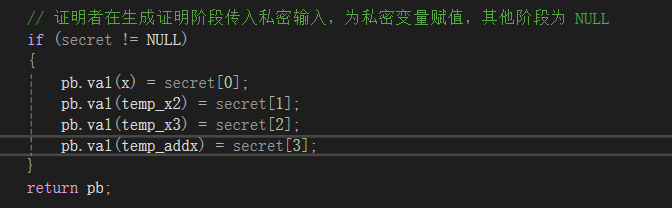 // 证明者在生成证明阶段传入私密输入，为私密变量赋值，其他阶段为 NULL
if (secret != NULL)
{
pb.val(x) = secret[0];
pb.val(temp_x2) = secret[1];
pb.val(temp_x3) = secret[2];
pb.val(temp_addx) = secret[3];
}
return pb;